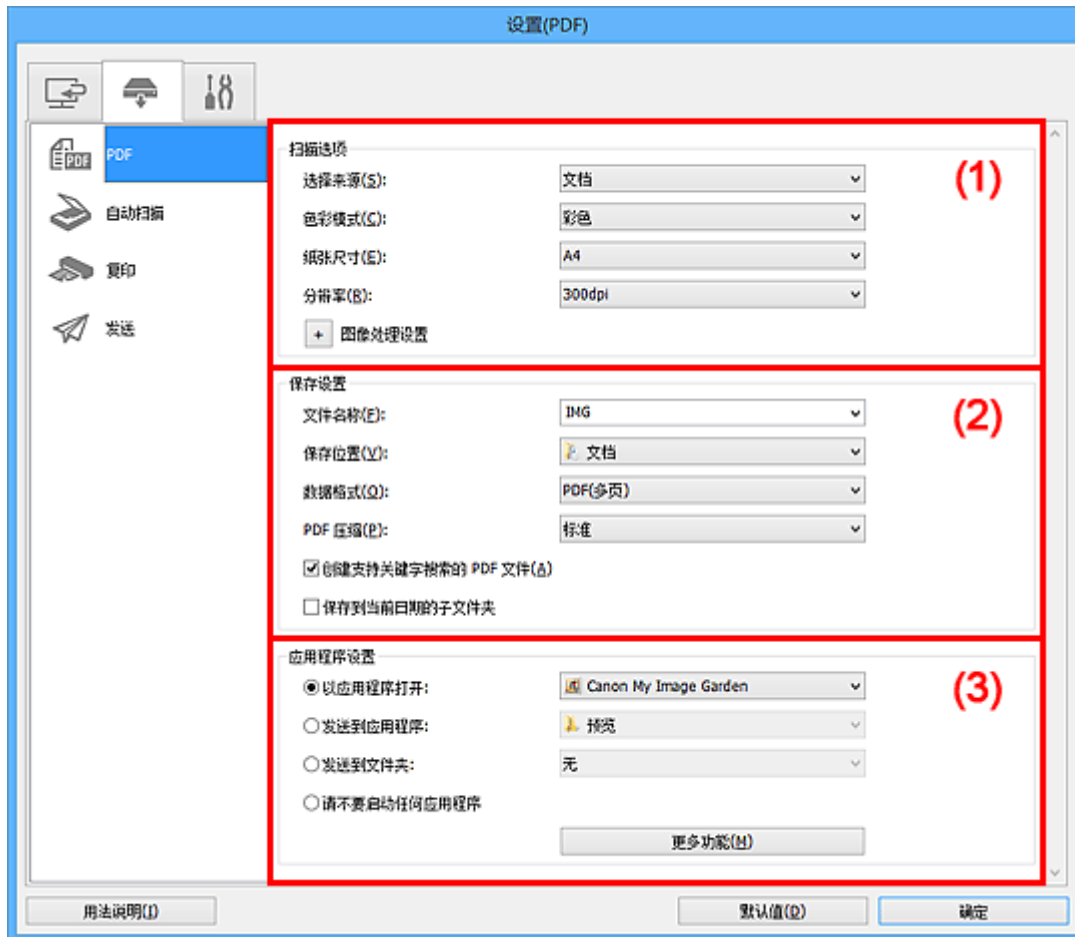 设置(PDF)
PDF
PDF
自动扫描
复印
发送
扫描选项
(1)
选择来源(S): 文档
色彩模式(C): 彩色
纸张尺寸(E): A4
分辨率(R): 300dpi
+ 图像处理设置
保存设置
(2)
文件名称(F): IMG
保存位置(V): 文档
数据格式(O): PDF(多页)
PDF 压缩(P): 标准
创建支持关键字搜索的 PDF 文件(A)
保存到当前日期的子文件夹
应用程序设置
(3)
以应用程序打开: Canon My Image Garden
发送到应用程序: 预览
发送到文件夹: 无
请不要启动任何应用程序
更多功能(M)
用法说明(I) 默认值(D) 确定